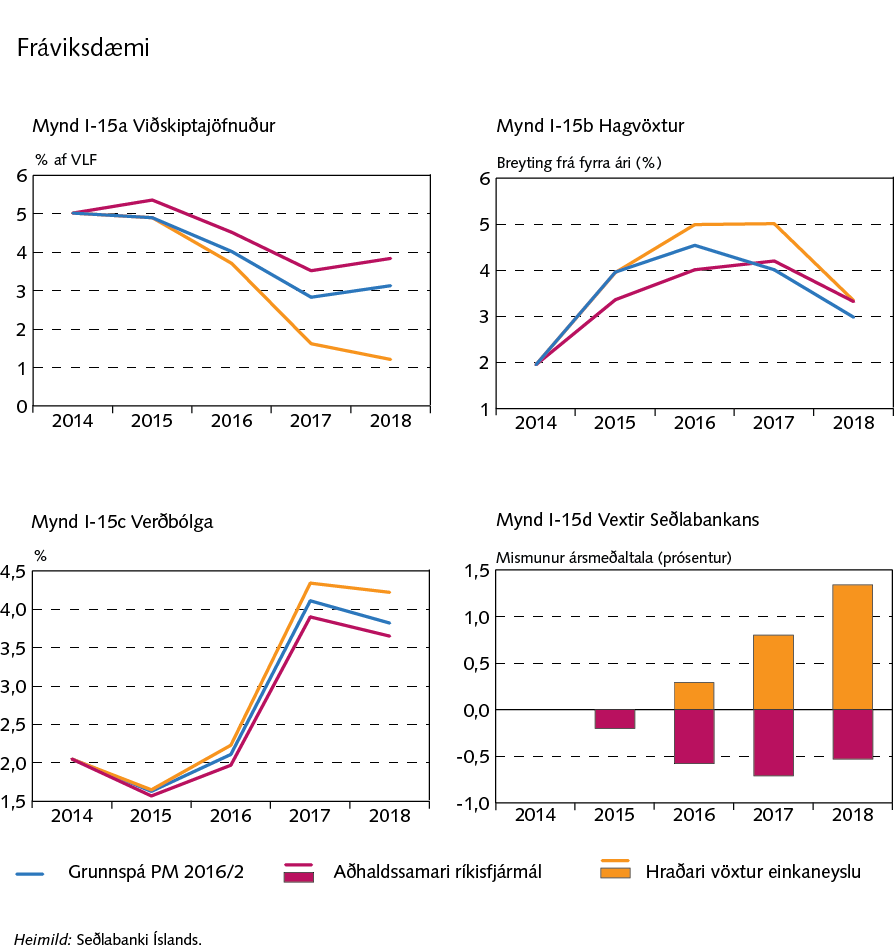 Fráviksdæmi
Mynd I-15a Viðskiptajöfnuður
% af VLF
6
5
4
3
2
1
0
2014 2015 2016 2017 2018
Mynd I-15b Hagvöxtur
Breyting frá fyrra ári (%)
6
5
4
3
2
1
2014 2015 2016 2017 2018
Mynd I-15c Verðbólga
%
4,5
4,0
3,5
3,0
2,5
2,0
1,5
2014 2015 2016 2017 2018
Mynd I-15d Vextir Seðlabankans
Mismunur ársmeðaltala (prósentur)
1,5
1,0
0,5
0,0
-0,5
-1,0
2014 2015 2016 2017 2018
Grunnspá PM 2016/2 Aðhaldssamari ríkisfjármál Hraðari vöxtur einkaneyslu
Heimild: Seðlabanki Íslands.